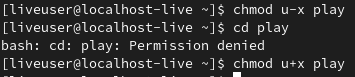 [liveuser@localhost-live ~]$ chmod u-x play
[liveuser@localhost-live ~]$ cd play
bash: cd: play: Permission denied
[liveuser@localhost-live ~]$ chmod u+x play